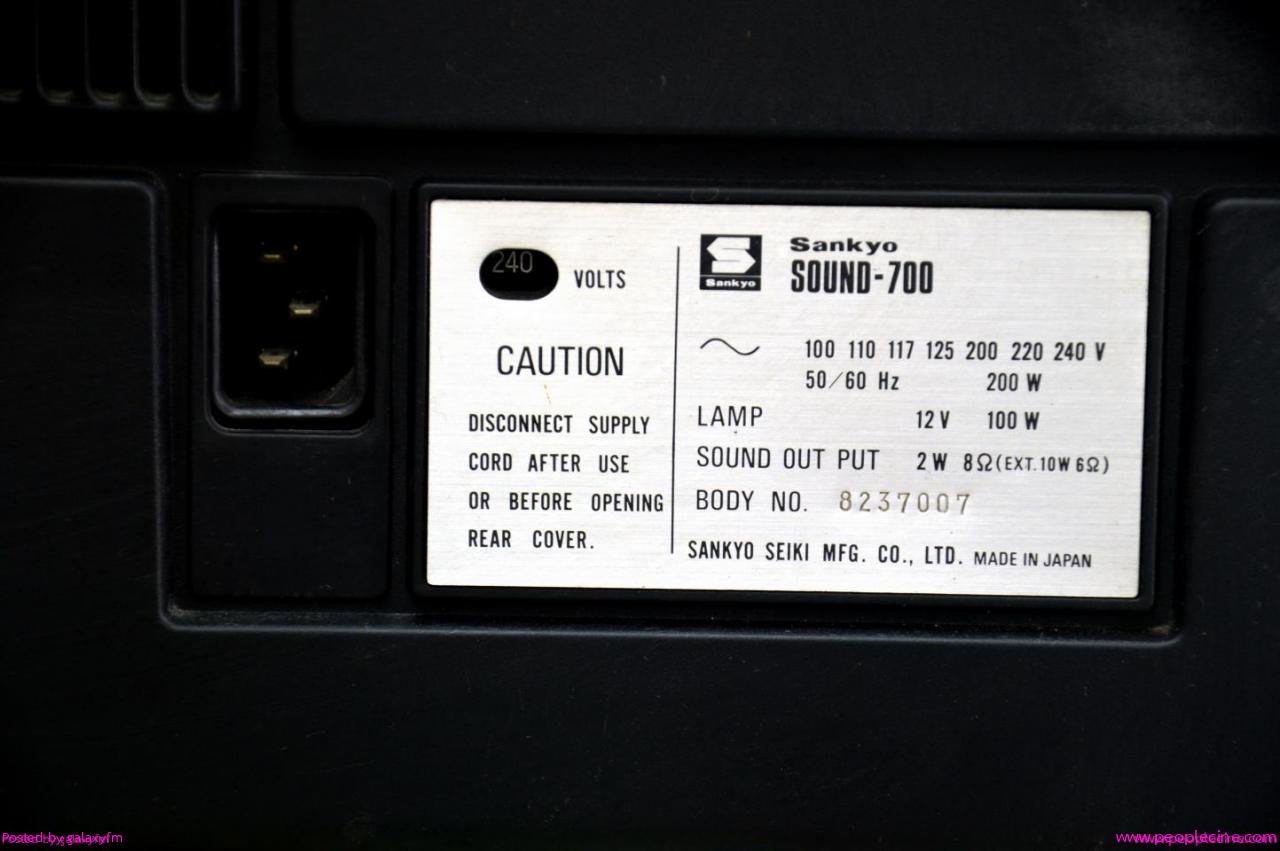 240 VOLTS
CAUTION
DISCONNECT SUPPLY
CORD AFTER USE
OR BEFORE OPENING
REAR COVER.
Sankyo
Sankyo
SOUND-700
100 110 117 125 200 220 240 V
50/60 Hz 200 W
LAMP 12 V 100 W
SOUND OUT PUT 2 W 8Ω (EXT. 10W 6Ω)
BODY NO. 8237007
SANKYO SEIKI MFG. CO., LTD. MADE IN JAPAN
Posted by galaxyfm
www.peoplecine.com